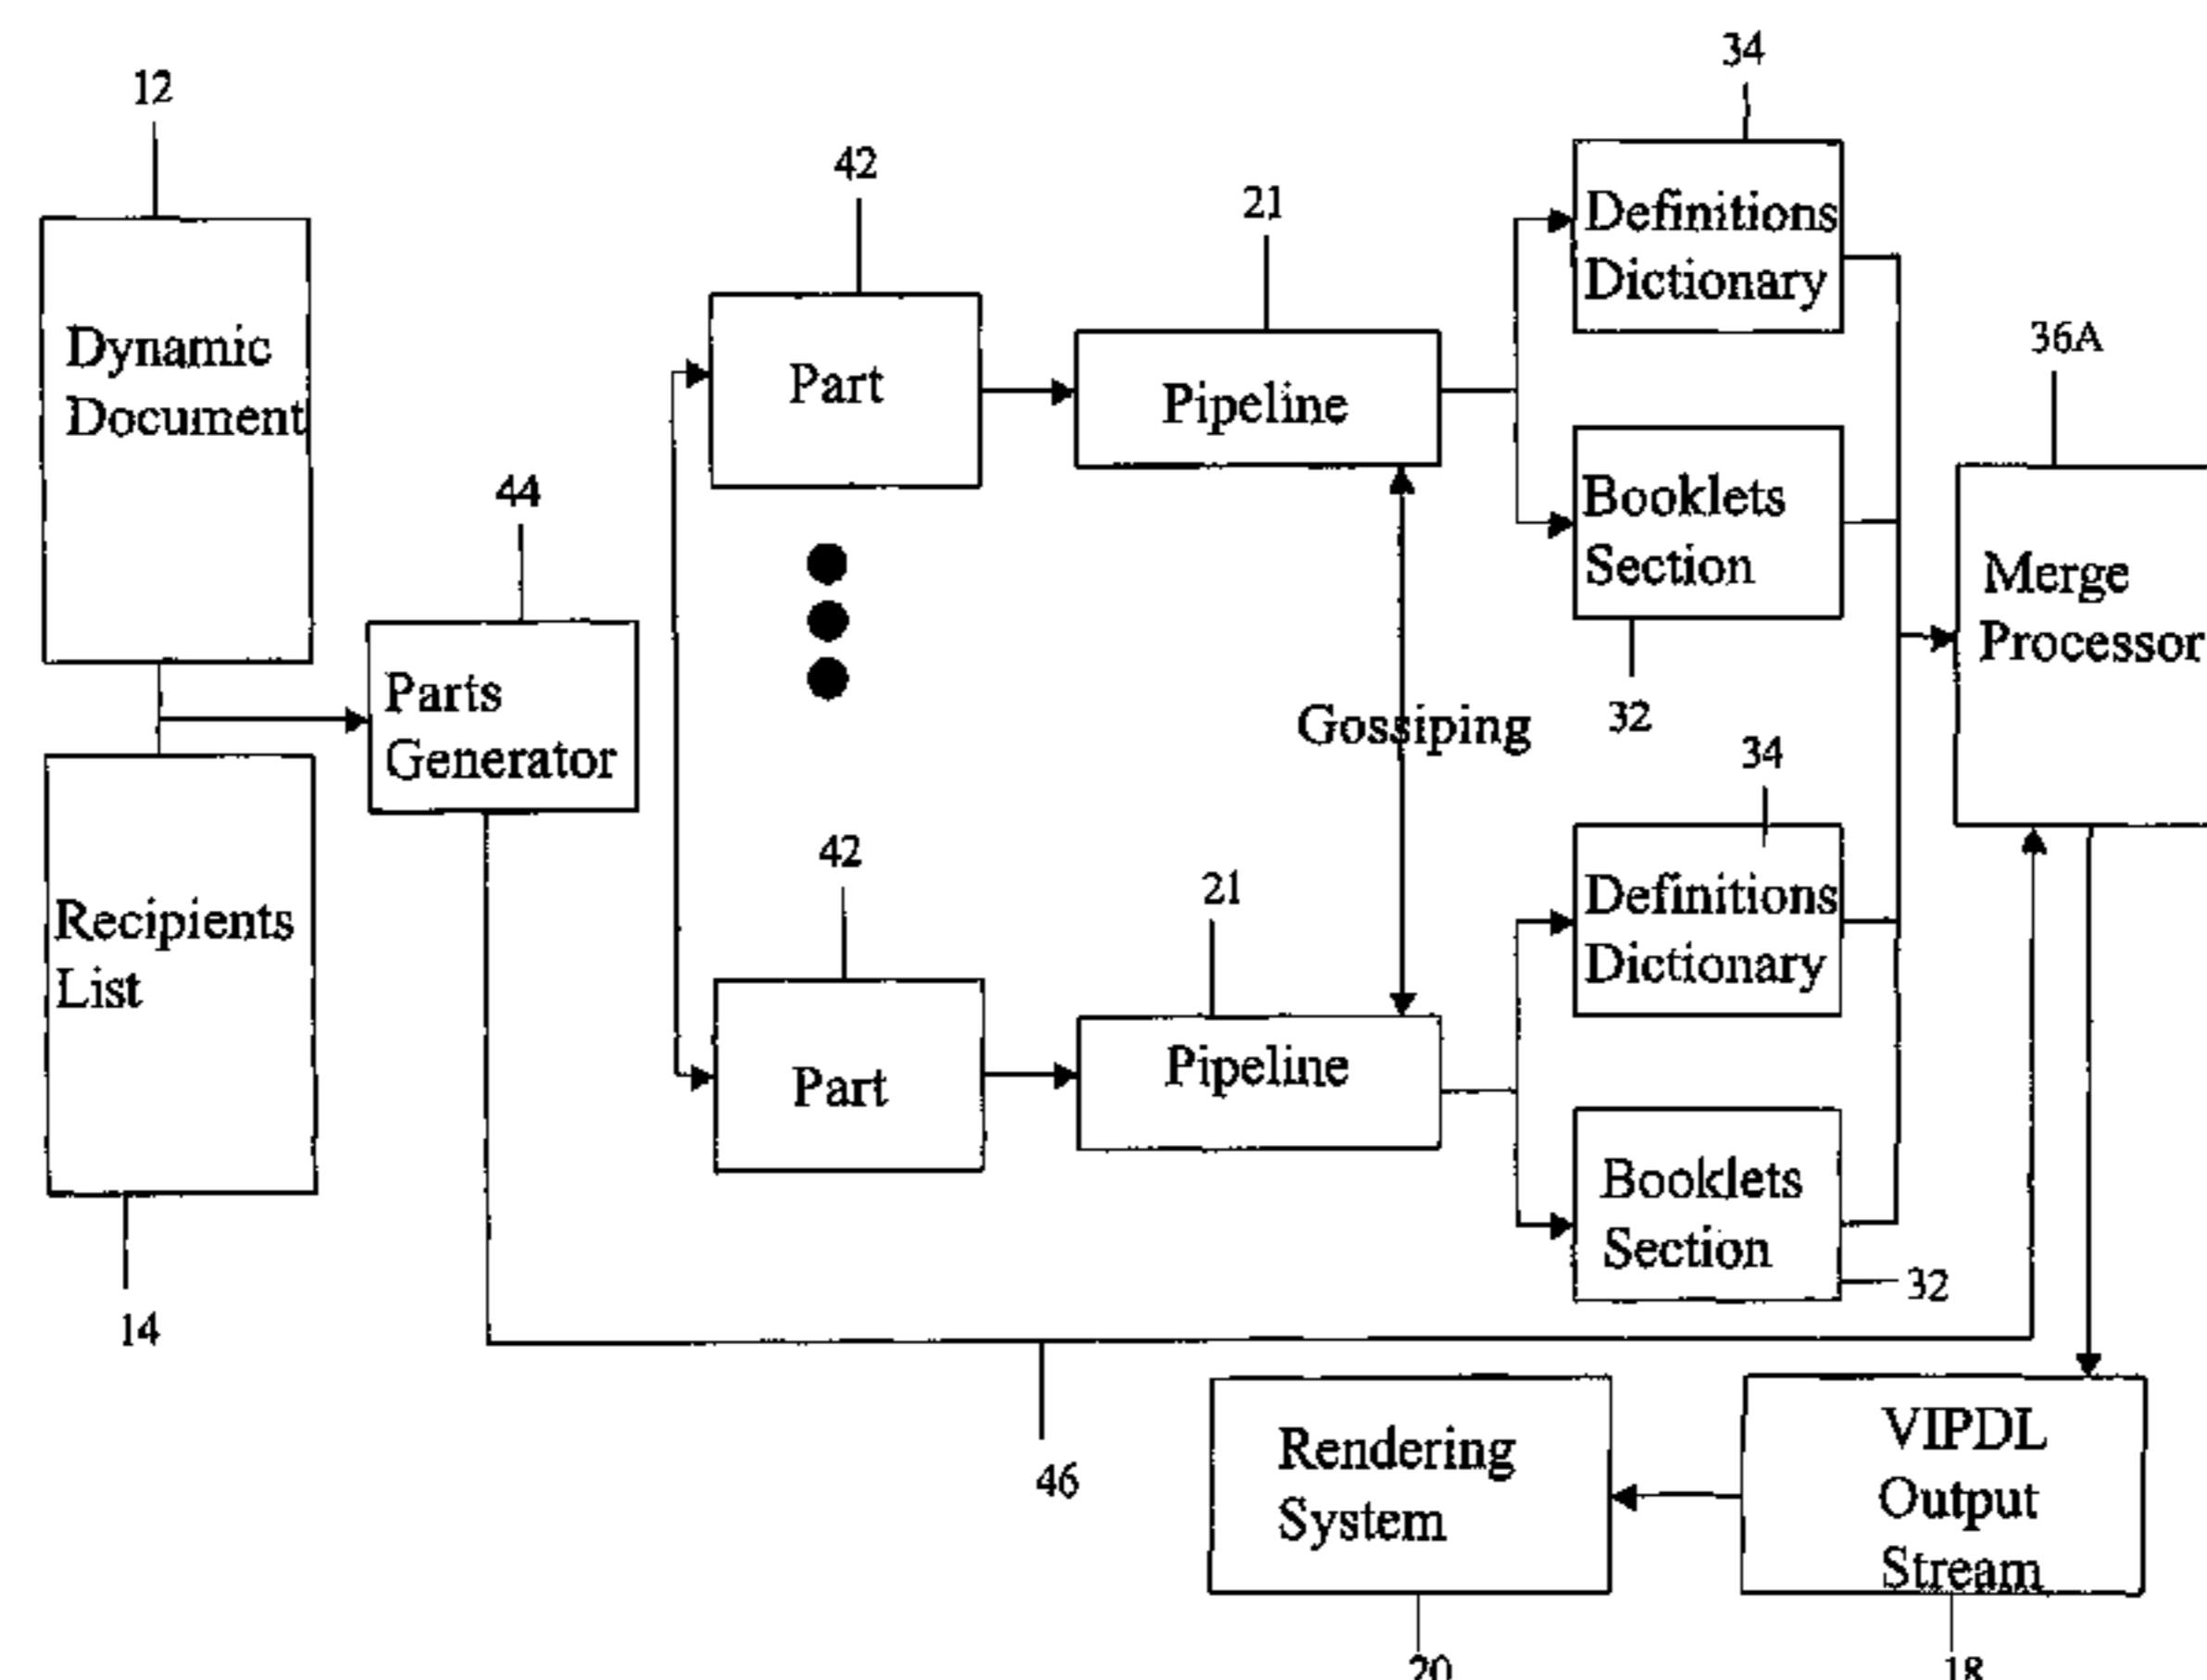 34
12
42
21
Definitions
Dictionary
36A
Dynamic
Document
Part
Pipeline
44
Booklets
Section
Merge
Processor
Parts
Generator
32
Gossiping
34
42
21
Recipients
List
Definitions
Dictionary
Part
Pipeline
Booklets
Section
32
14
46
Rendering
System
VIPDL
Output
Stream
20
18